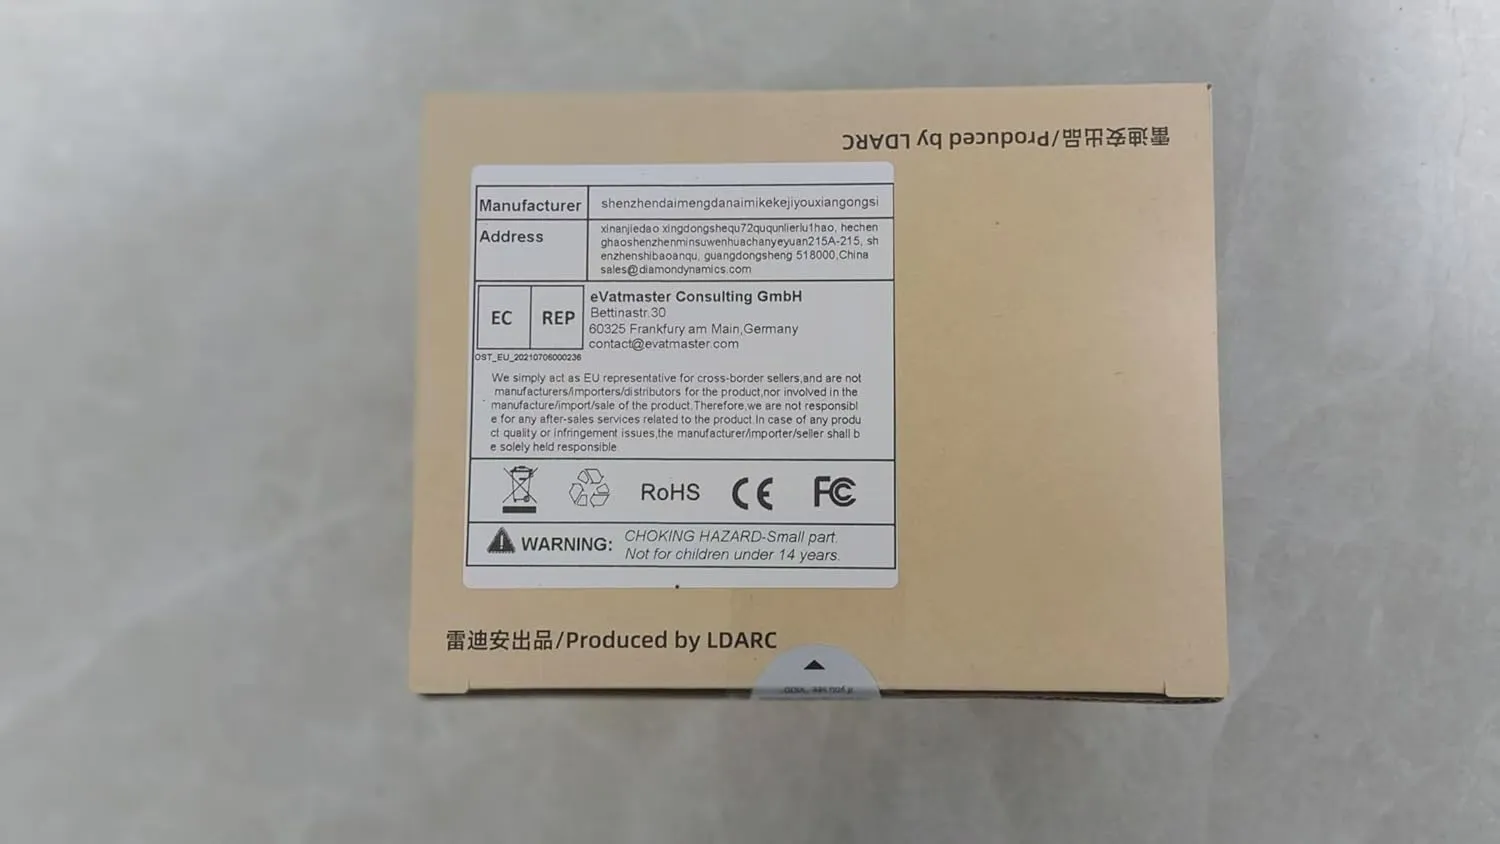 雷迪安出品/Produced by LDARC
Manufacturer
shenzhendaimengdanaimikekejiyouxiangongsi
Address
xinanjiedao xingdongshequ72ququnlierlu1hao, hechen
ghaoshenzhenminsuwenhuachanyeyuan215A-215, sh
enzhenshibaoanqu, guangdongsheng 518000,China
sales@diamondynamics.com
EC REP
eVatmaster Consulting GmbH
Bettinastr.30
60325 Frankfury am Main,Germany
contact@evatmaster.com
OST_EU_20210706000236
We simply act as EU representative for cross-border sellers,and are not
manufacturers/importers/distributors for the product,nor involved in the
manufacture/import/sale of the product.Therefore,we are not responsibl
e for any after-sales services related to the product.In case of any produ
ct quality or infringement issues,the manufacturer/importer/seller shall b
e solely held responsible.
RoHS CE FC
WARNING:
CHOKING HAZARD-Small part.
Not for children under 14 years.
雷迪安出品/Produced by LDARC
if you see